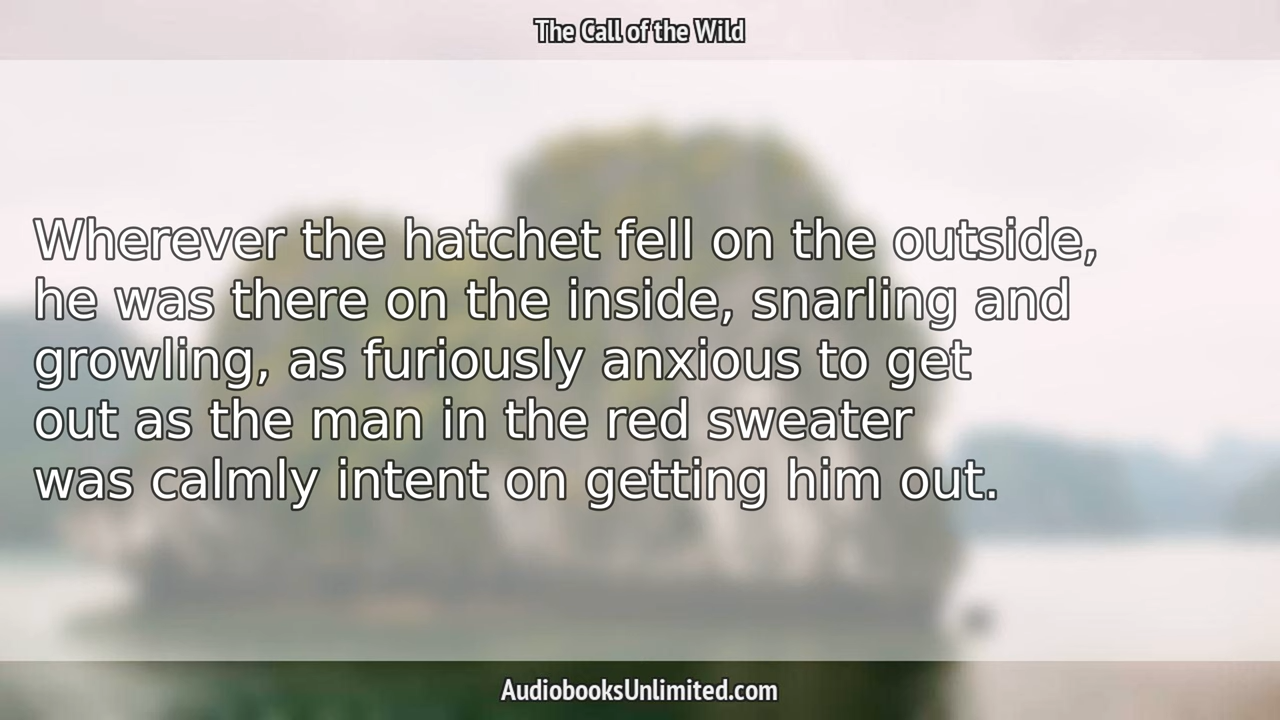 The Call of the Wild
Wherever the hatchet fell on the outside,
he was there on the inside, snarling and
growling, as furiously anxious to get
out as the man in the red sweater
was calmly intent on getting him out.
AudiobooksUnlimited.com